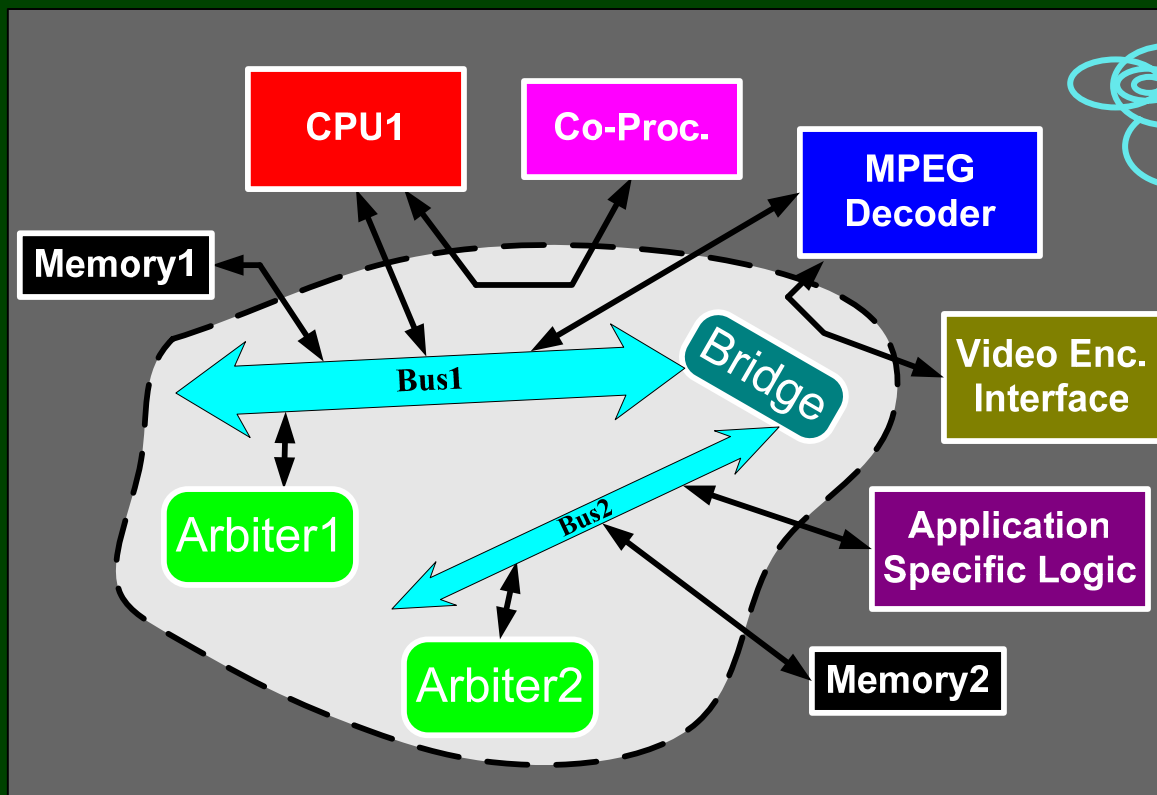 CPU1
Co-Proc.
MPEG
Decoder
Memory1
Bridge
Video Enc.
Interface
Bus1
Arbiter1
Bus2
Application
Specific Logic
Arbiter2
Memory2